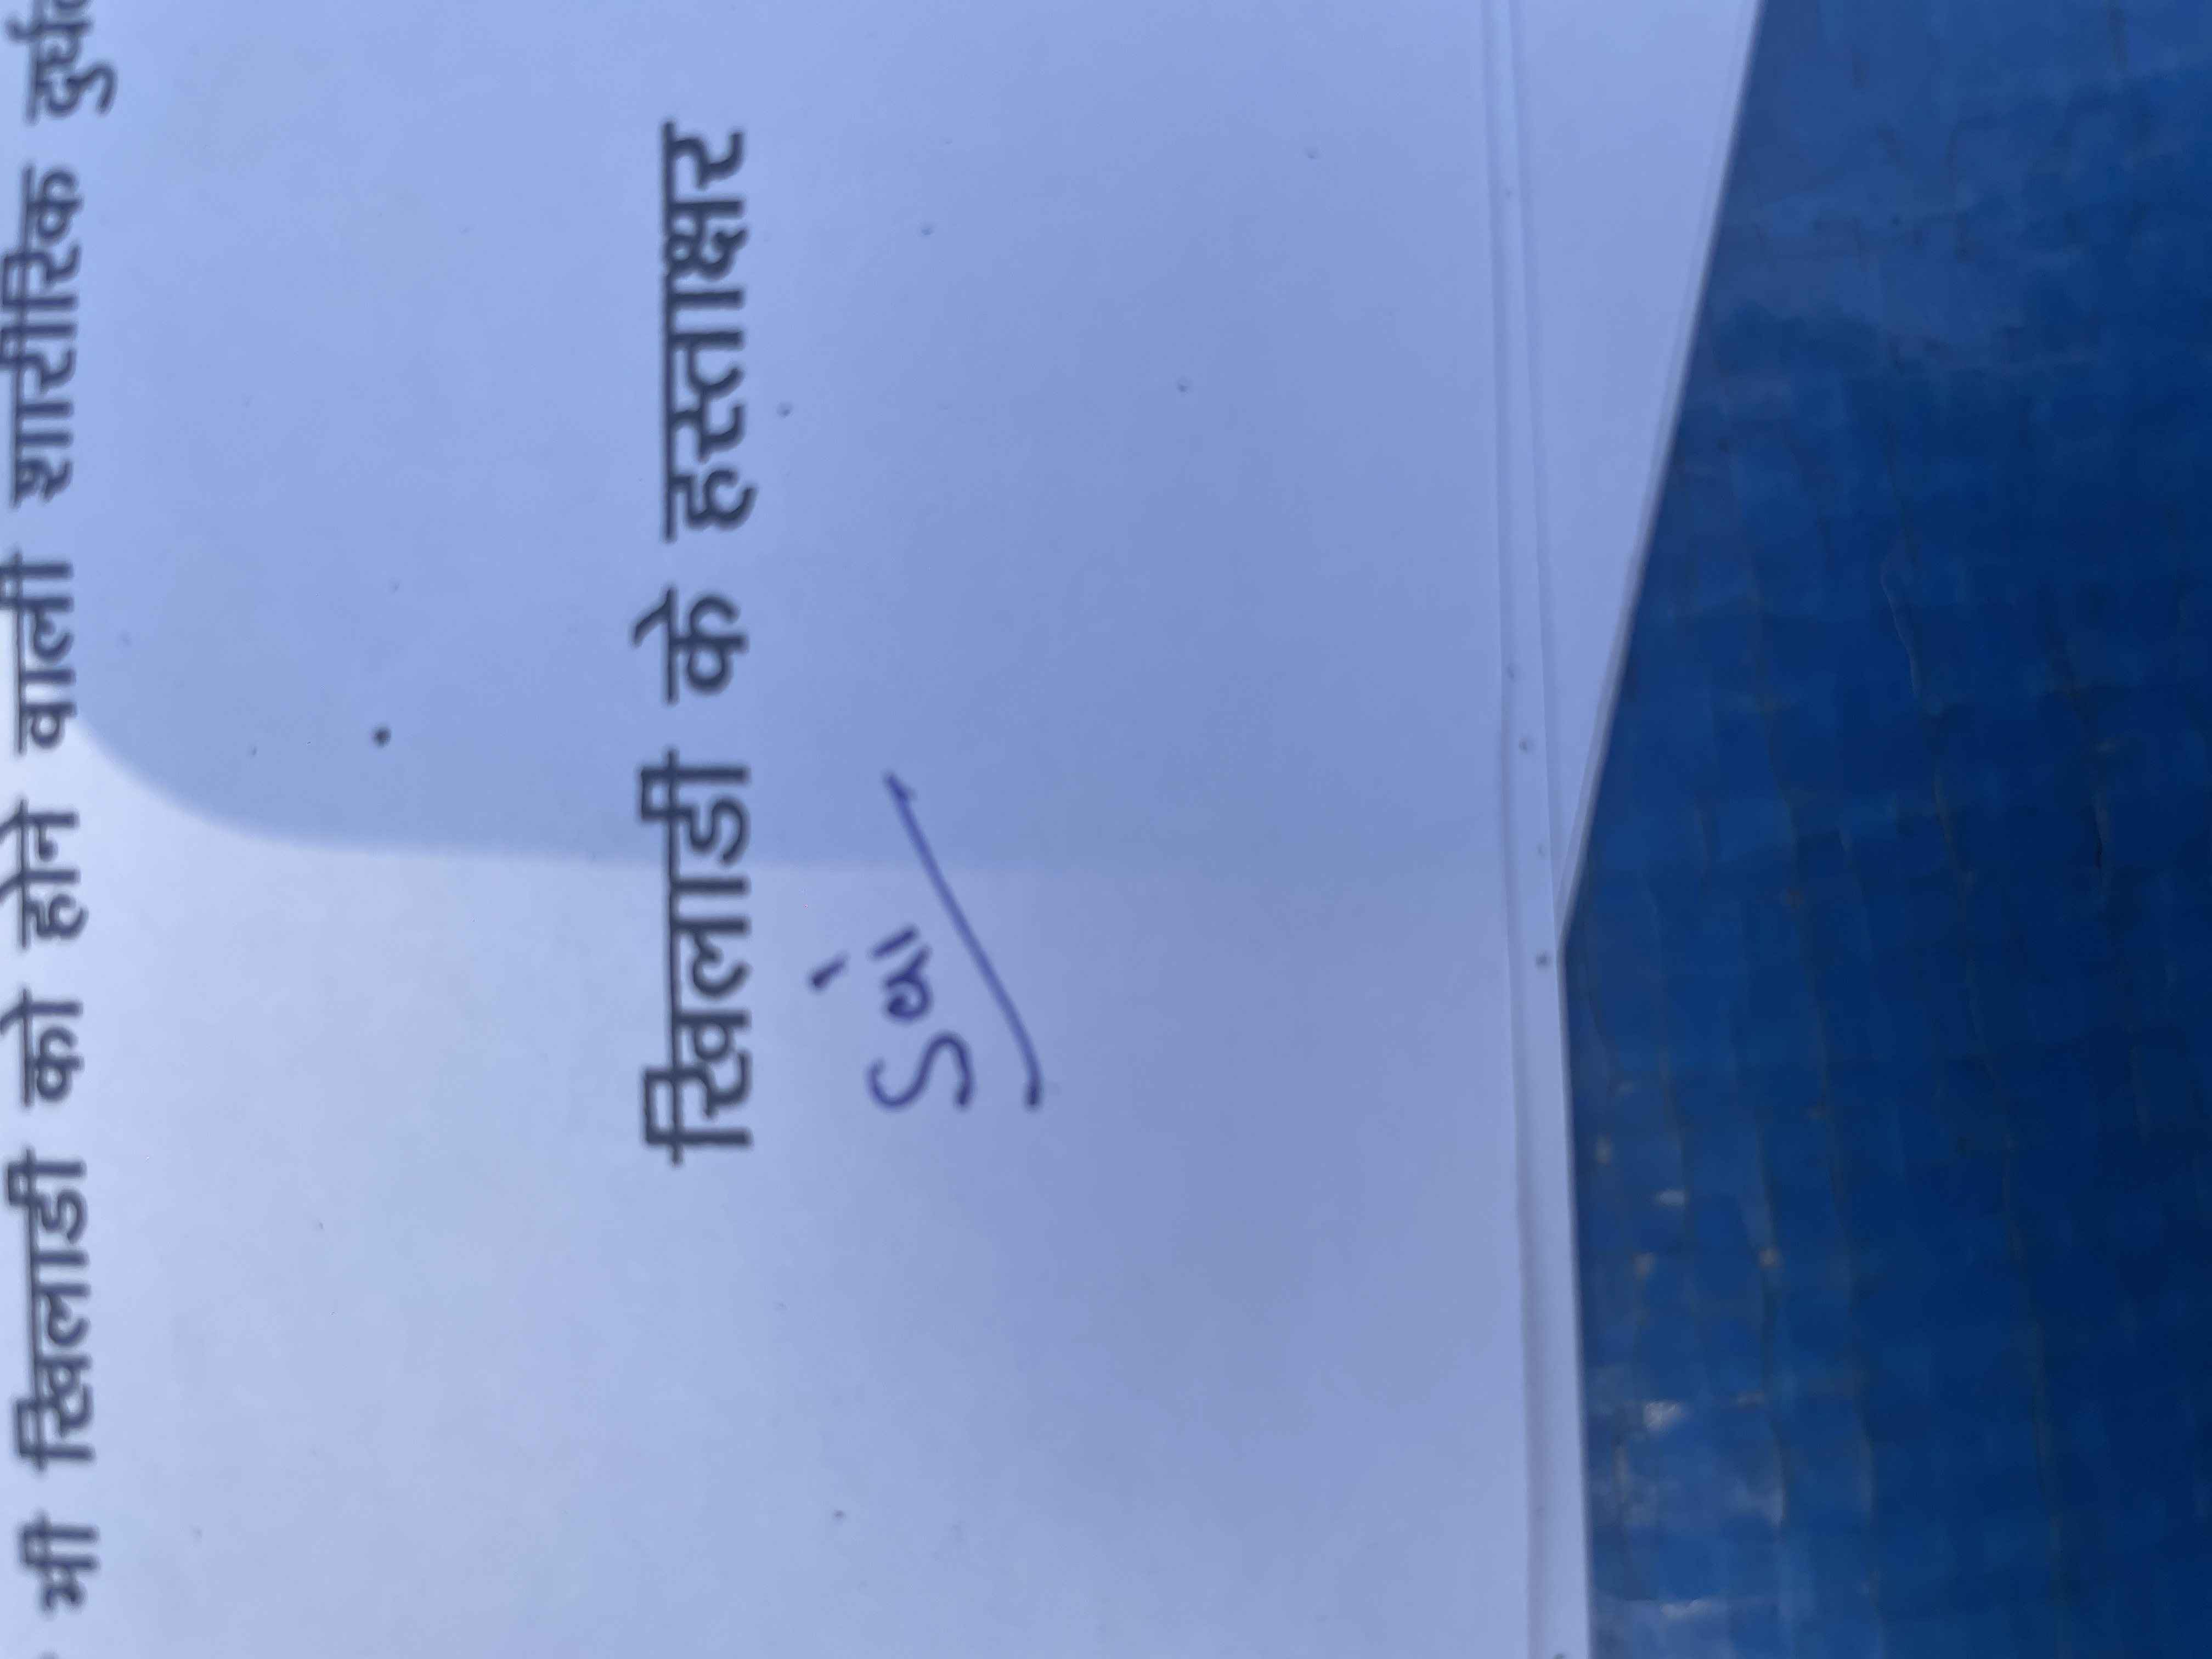 भी खिलाडी को होने वाली शारीरिक
खिलाडी के हस्ताक्षर